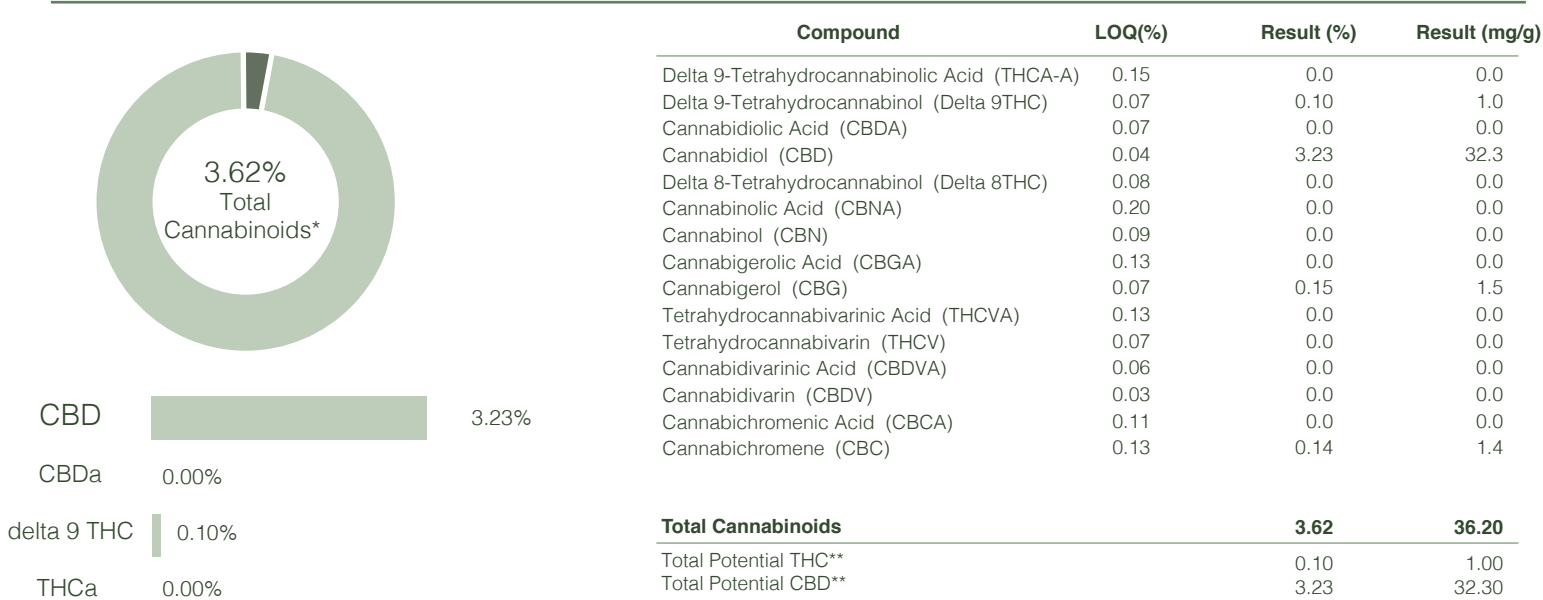 3.62%
Total
Cannabinoids*
CBD 3.23%
CBDa 0.00%
delta 9 THC 0.10%
THCa 0.00%
Compound LOQ(%) Result (%) Result (mg/g)
Delta 9-Tetrahydrocannabinolic Acid (THCA-A) 0.15 0.0 0.0
Delta 9-Tetrahydrocannabinol (Delta 9THC) 0.07 0.10 1.0
Cannabidiolic Acid (CBDA) 0.07 0.0 0.0
Cannabidiol (CBD) 0.04 3.23 32.3
Delta 8-Tetrahydrocannabinol (Delta 8THC) 0.08 0.0 0.0
Cannabinolic Acid (CBNA) 0.20 0.0 0.0
Cannabinol (CBN) 0.09 0.0 0.0
Cannabigerolic Acid (CBGA) 0.13 0.0 0.0
Cannabigerol (CBG) 0.07 0.15 1.5
Tetrahydrocannabivarinic Acid (THCVA) 0.13 0.0 0.0
Tetrahydrocannabivarin (THCV) 0.07 0.0 0.0
Cannabidivarinic Acid (CBDVA) 0.06 0.0 0.0
Cannabidivarin (CBDV) 0.03 0.0 0.0
Cannabichromenic Acid (CBCA) 0.11 0.0 0.0
Cannabichromene (CBC) 0.13 0.14 1.4
Total Cannabinoids 3.62 36.20
Total Potential THC** 0.10 1.00
Total Potential CBD** 3.23 32.30